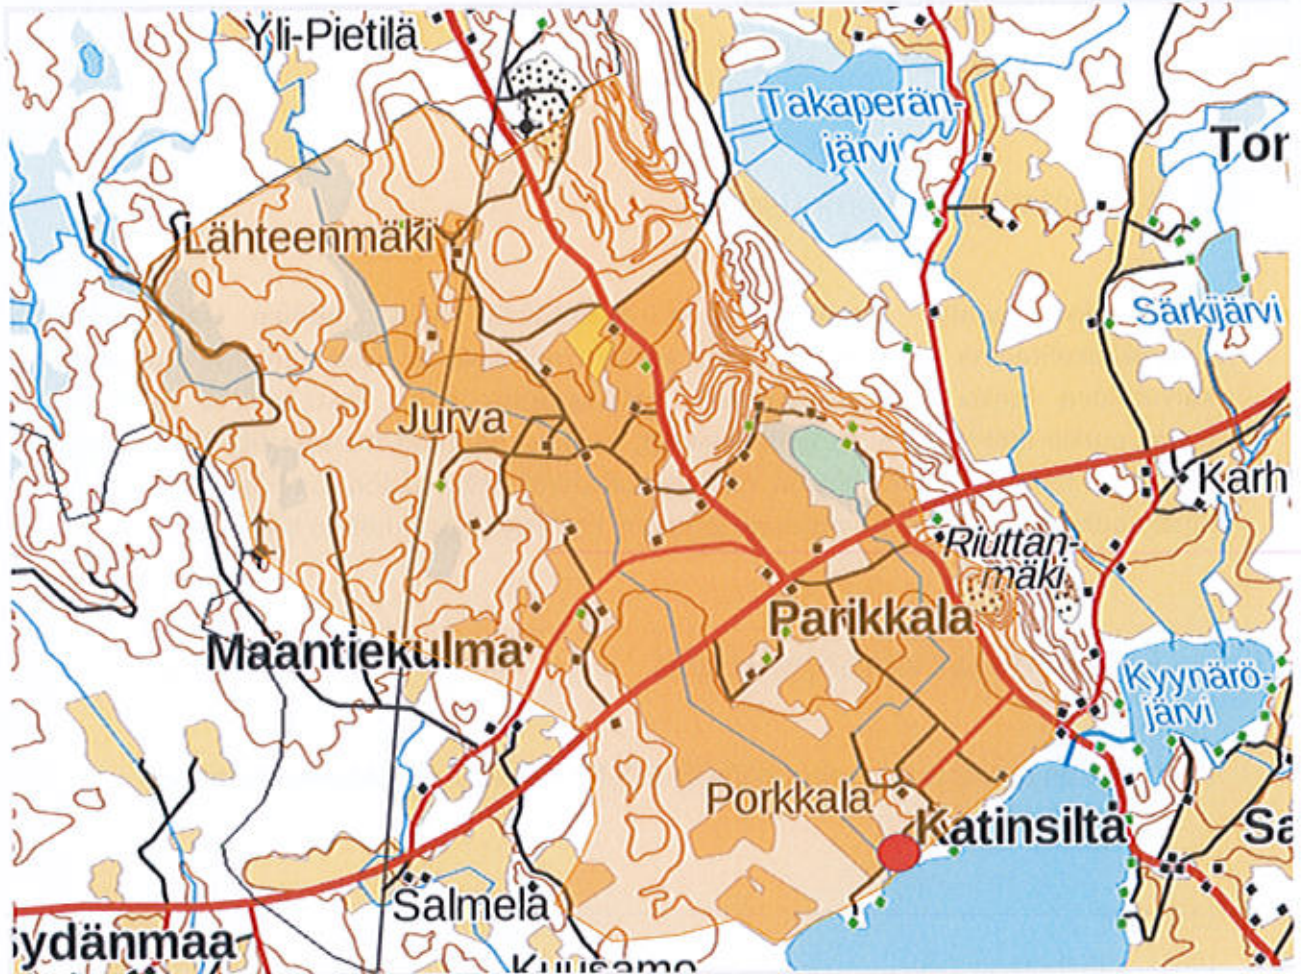 Yli-Pietilä
Takaperän-
järvi
Tor
Lähteenmäki
Särkijärvi
Jurva
Karh
Riuttan-
mäki
Parikkala
Maantiekulma
Kyynärö-
järvi
Porkkala
Katinsilta
Sa
Salmela
ydänmaa
Kuusamo